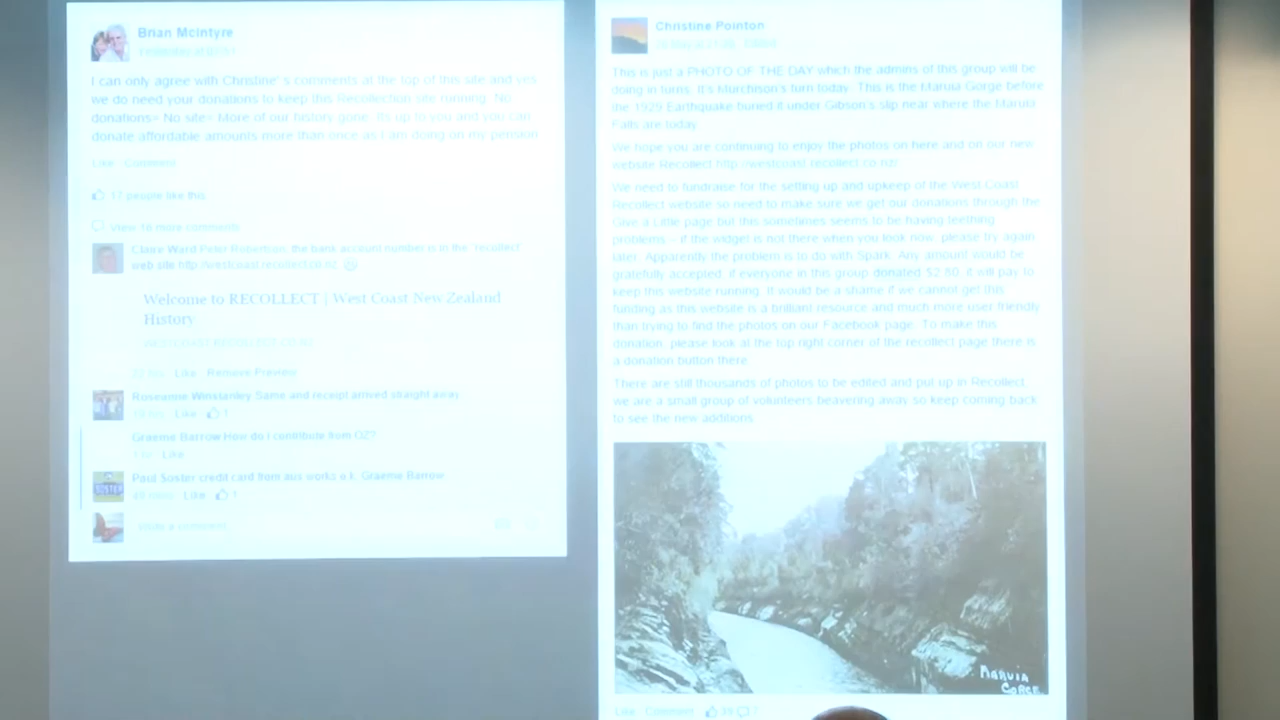 Brian McIntyre
I can only agree with Christine' s comments at the top of this site and yes
we do need your donations to keep this Recollection site running. No
donations= No site= More of our history gone. Its up to you and you can
donate affordable amounts more than once as I am doing on my pension
Like Comment
17 people like this.
View 16 more comments
Claire Ward Peter Robertson, the bank account number is in the 'recollect'
web site http://westcoast.recollect.co.nz
Welcome to RECOLLECT | West Coast New Zealand
History
WESTCOAST.RECOLLECT.CO.NZ
Like Remove Preview
Roseanne Winstanley Same and receipt arrived straight away
Like 1
Graeme Barrow How do I contribute from OZ?
Like
Paul Soster credit card from aus works o.k. Graeme Barrow
Like 1
SOSTER
Write a comment
Christine Pointon
This is just a PHOTO OF THE DAY which the admins of this group will be
doing in turns. It's Murchison's turn today. This is the Maruia Gorge before
the 1929 Earthquake buried it under Gibson's slip near where the Maruia
Falls are today.
We hope you are continuing to enjoy the photos on here and on our new
website Recollect http://westcoast.recollect.co.nz/
We need to fundraise for the setting up and upkeep of the West Coast
Recollect website so need to make sure we get our donations through the
Give a Little page but this sometimes seems to be having teething
problems - if the widget is not there when you look now, please try again
later. Apparently the problem is to do with Spark. Any amount would be
gratefully accepted, if everyone in this group donated $2.80, it will pay to
keep this website running. It would be a shame if we cannot get this
funding as this website is a brilliant resource and much more user friendly
than trying to find the photos on our Facebook page. To make this
donation, please look at the top right corner of the recollect page there is
a donation button there.
There are still thousands of photos to be edited and put up in Recollect,
we are a small group of volunteers beavering away so keep coming back
to see the new additions.
MARUIA
GORGE
Like Comment